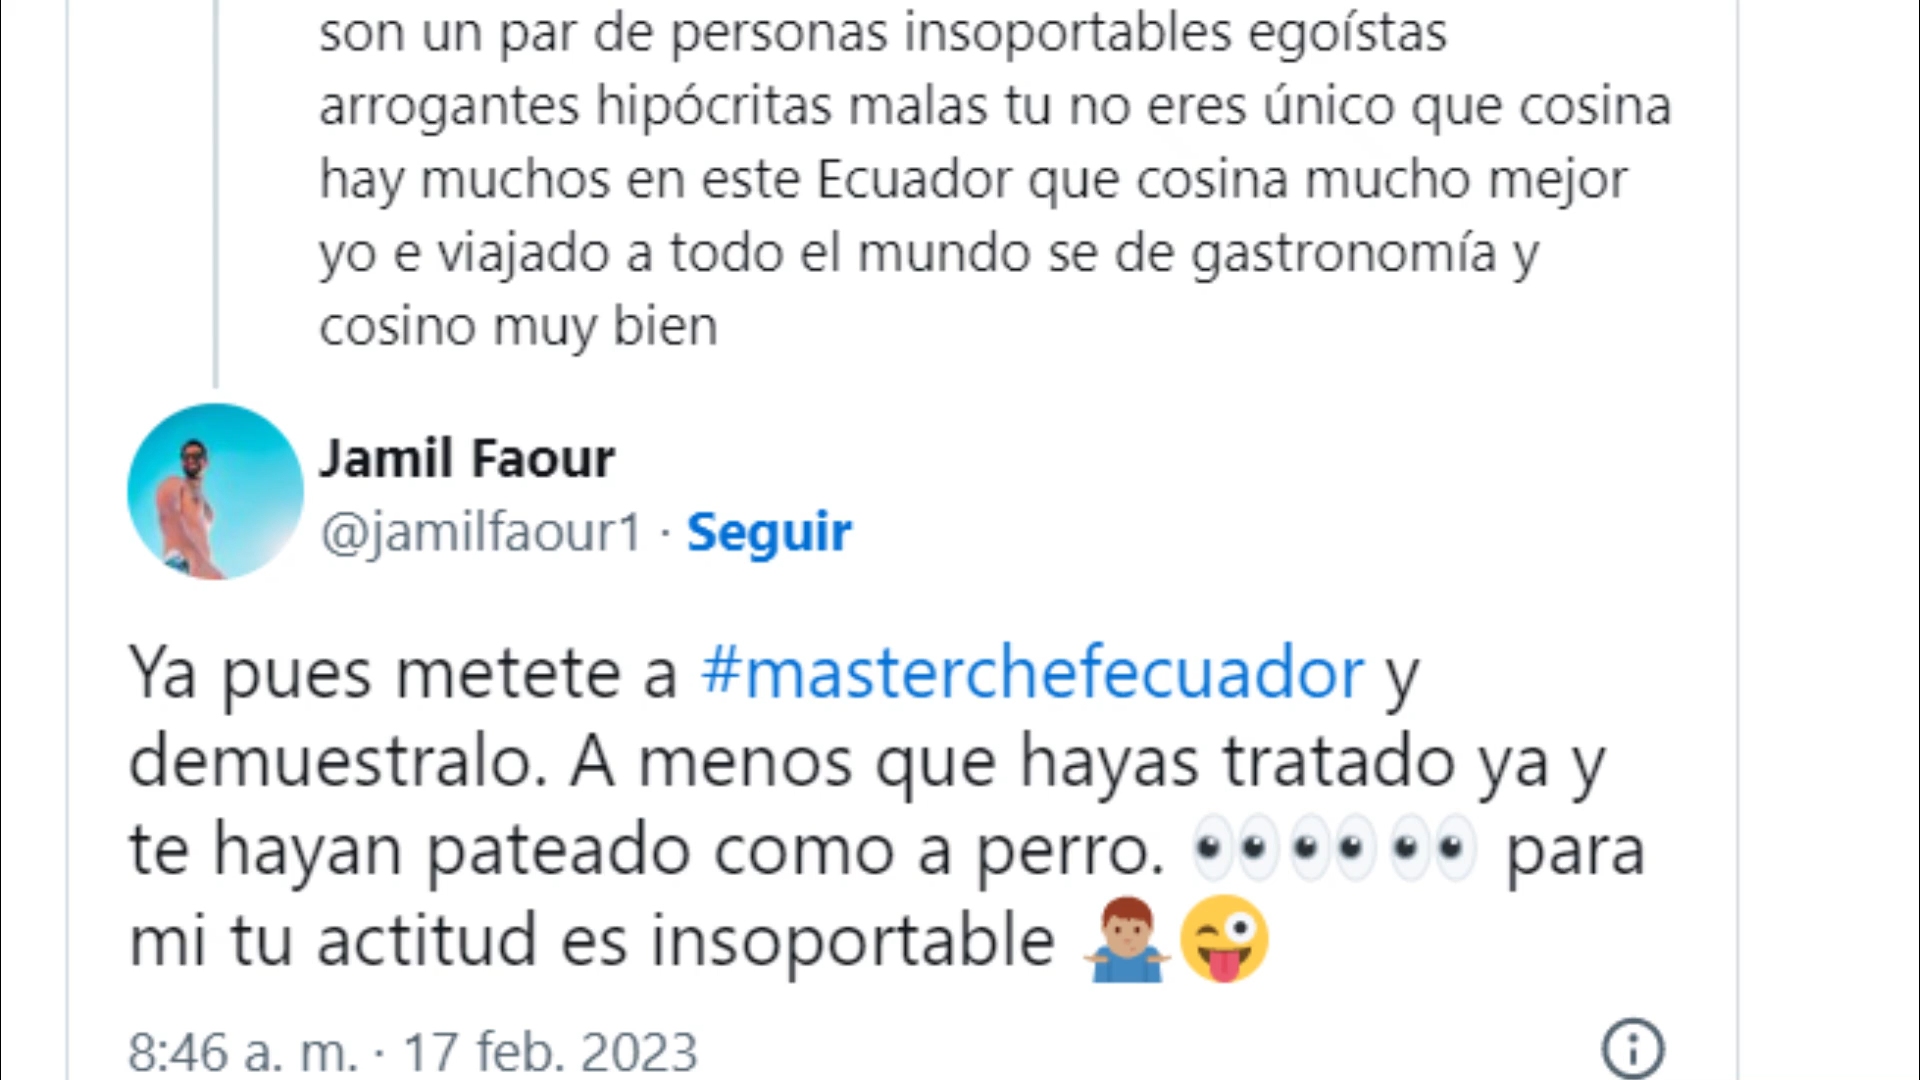 son un par de personas insoportables egoístas
arrogantes hipócritas malas tu no eres único que cosina
hay muchos en este Ecuador que cosina mucho mejor
yo e viajado a todo el mundo se de gastronomía y
cosino muy bien
Jamil Faour
@jamilfaour1 · Seguir
Ya pues metete a #masterchefecuador y
demuestralo. A menos que hayas tratado ya y
te hayan pateado como a perro. 👀👀👀 para
mi tu actitud es insoportable 🤷🏽‍♂️😜
8:46 a. m. · 17 feb. 2023